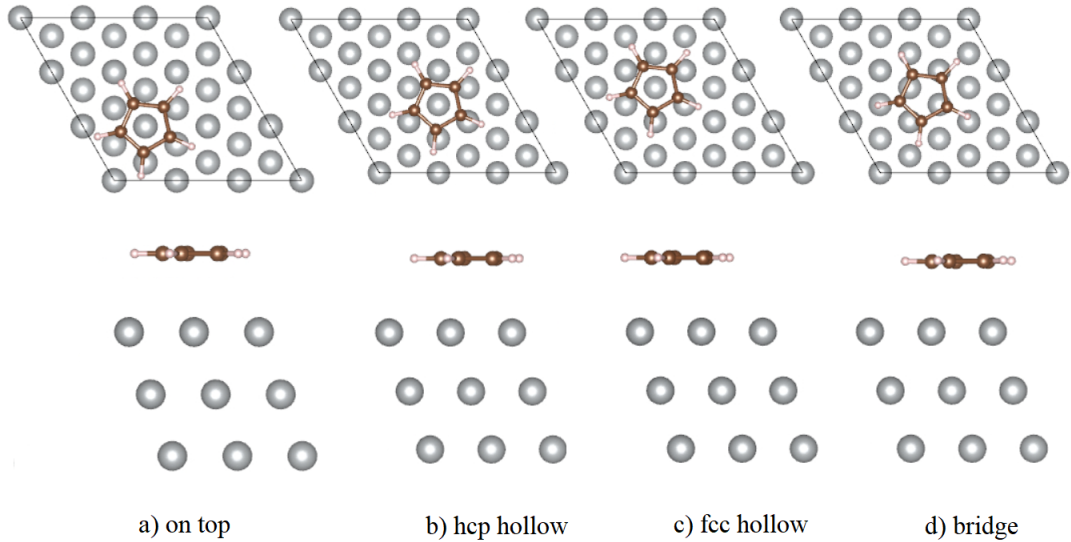 a) on top
b) hcp hollow
c) fcc hollow
d) bridge